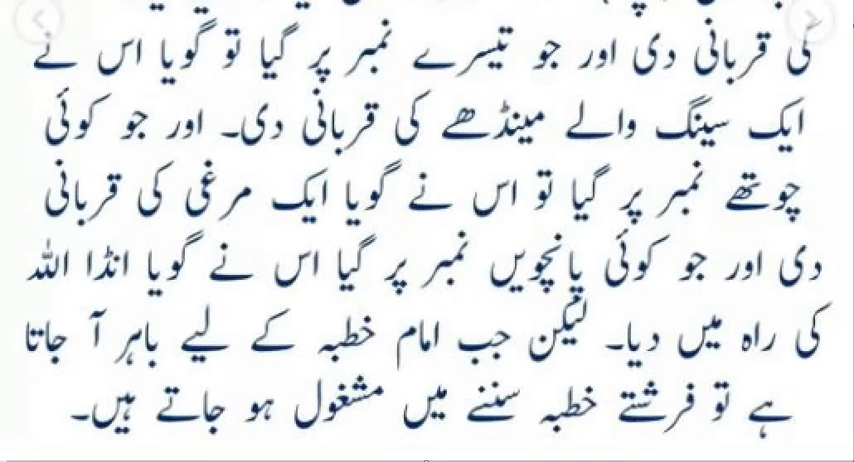 کی قربانی دی اور جو تیسرے نمبر پر گیا تو گویا اس نے
ایک سینگ والے مینڈھے کی قربانی دی۔ اور جو کوئی
چوتھے نمبر پر گیا تو اس نے گویا ایک مرغی کی قربانی
دی اور جو کوئی پانچویں نمبر پر گیا اس نے گویا انڈا اللہ
کی راہ میں دیا۔ لیکن جب امام خطبہ کے لیے باہر آ جاتا
ہے تو فرشتے خطبہ سننے میں مشغول ہو جاتے ہیں۔